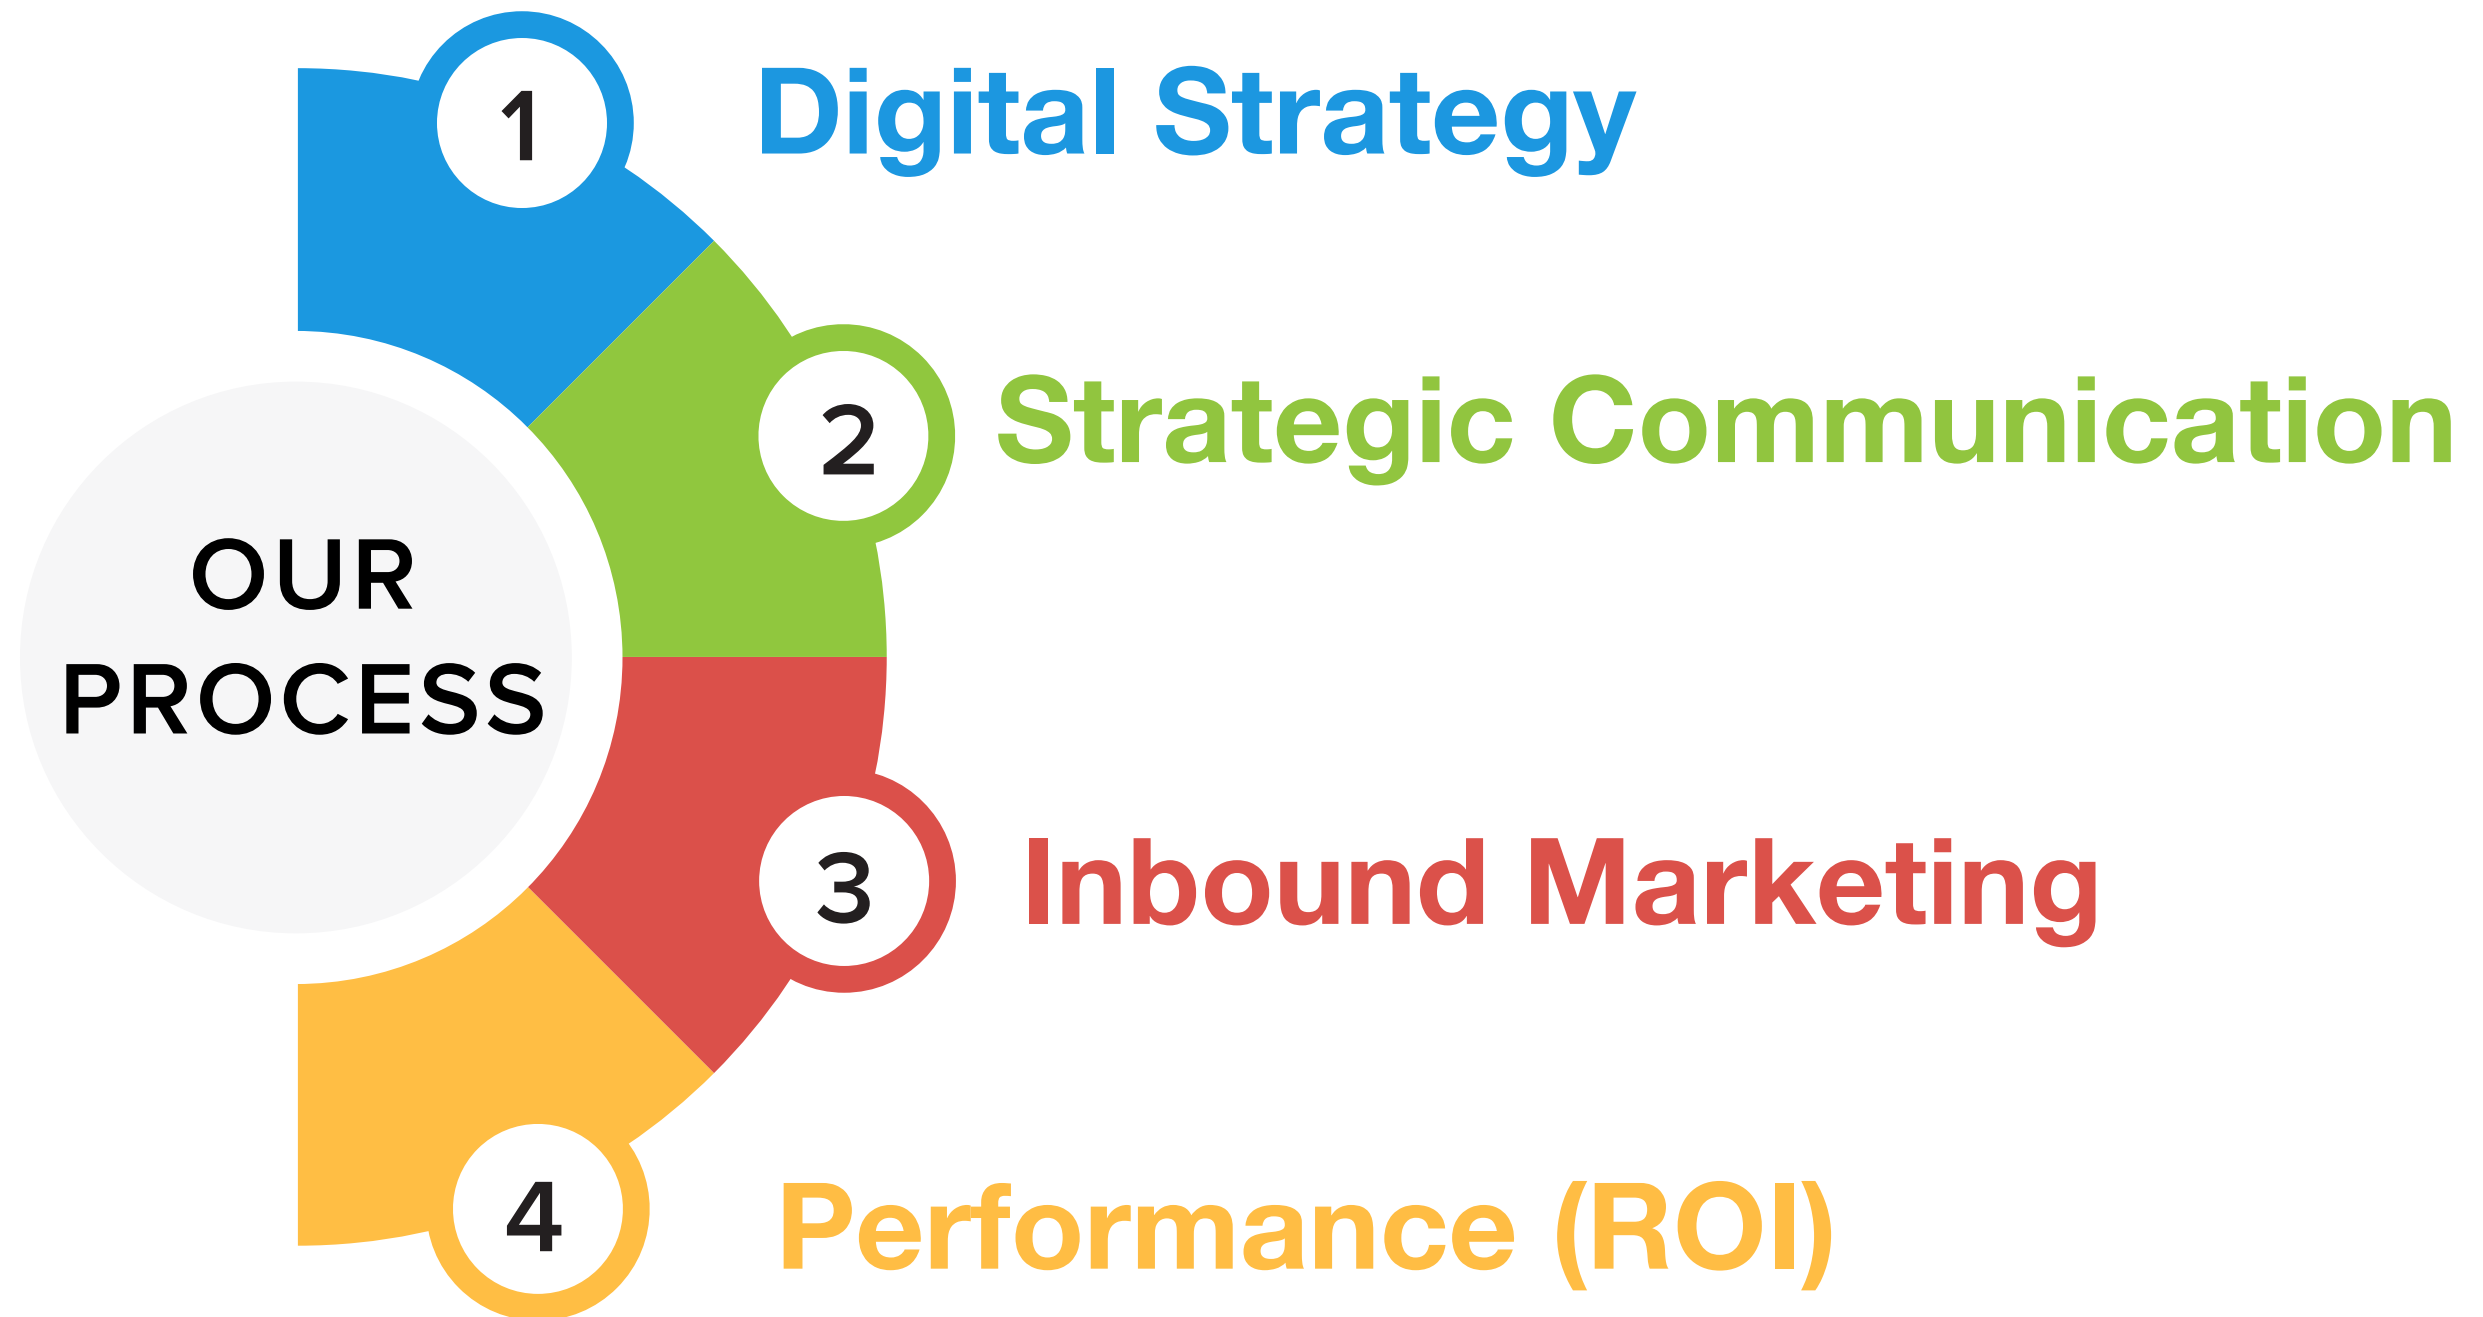 OUR
PROCESS
1
Digital Strategy
2
Strategic Communication
3
Inbound Marketing
4
Performance (ROI)